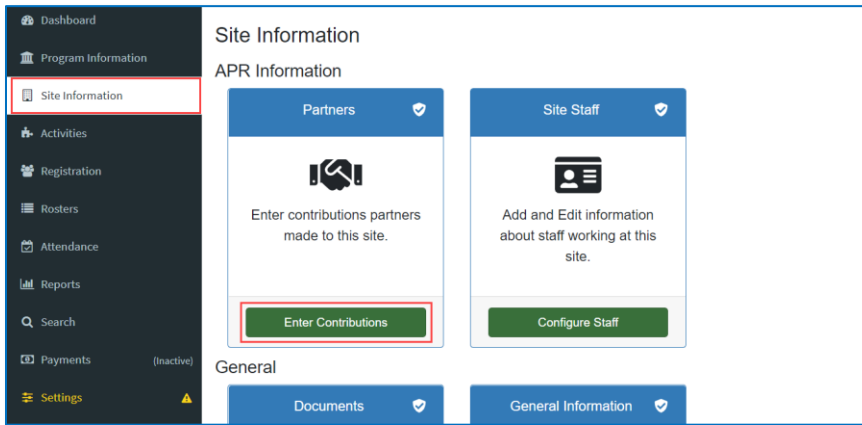 Dashboard
Program Information
Site Information
Activities
Registration
Rosters
Attendance
Reports
Search
Payments (Inactive)
Settings
Site Information
APR Information
Partners
Enter contributions partners
made to this site.
Enter Contributions
Site Staff
Add and Edit information
about staff working at this
site.
Configure Staff
General
Documents
General Information